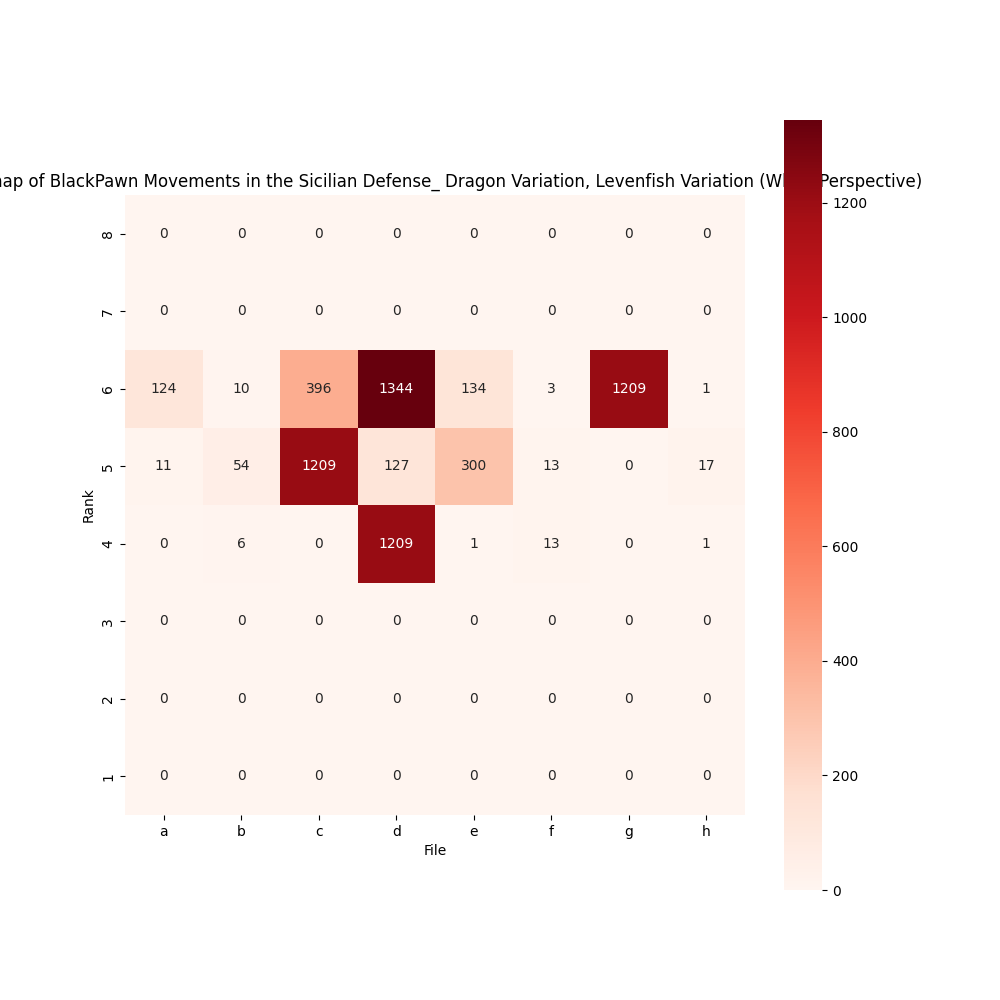 of BlackPawn Movements in the Sicilian Defense_ Dragon Variation, Levenfish Variation Perspective)
8 0 0 0 0 0 0 0 0
7 0 0 0 0 0 0 0 0
6 124 10 396 1344 134 3 1209 1
5 11 54 1209 127 300 13 0 17
4 0 6 0 1209 1 13 0 1
3 0 0 0 0 0 0 0 0
2 0 0 0 0 0 0 0 0
1 0 0 0 0 0 0 0 0
a b c d e f g h
File
Rank
1200
1000
800
600
400
200
0